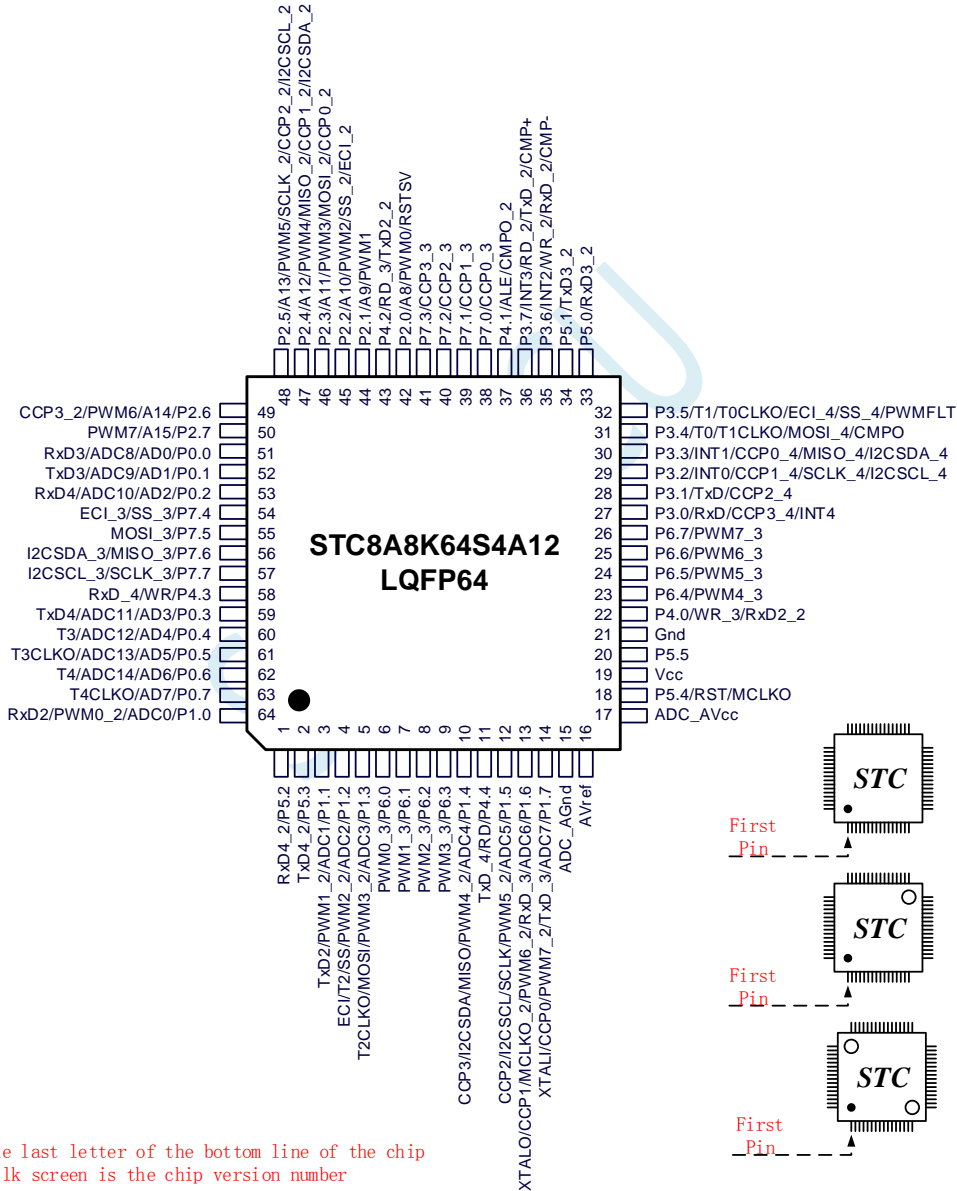 P2.5/A13/PWM5/SCLK_2/CCP2_2/I2CSCL_2
P2.4/A12/PWM4/MISO_2/CCP1_2/I2CSDA_2
P2.3/A11/PWM3/MOSI_2/CCP0_2
P2.2/A10/PWM2/SS_2/ECI_2
P2.1/A9/PWM1
P4.2/RD_3/TxD2_2
P2.0/A8/PWM0/RSTSV
P7.3/CCP3_3
P7.2/CCP2_3
P7.1/CCP1_3
P7.0/CCP0_3
P4.1/ALE/CMPO_2
P3.7/INT3/RD_2/TxD_2/CMP+
P3.6/INT2/WR_2/RxD_2/CMP-
P5.1/TxD3_2
P5.0/RxD3_2
48 47 46 45 44 43 42 41 40 39 38 37 36 35 34 33
CCP3_2/PWM6/A14/P2.6 49
PWM7/A15/P2.7 50
RxD3/ADC8/AD0/P0.0 51
TxD3/ADC9/AD1/P0.1 52
RxD4/ADC10/AD2/P0.2 53
ECI_3/SS_3/P7.4 54
MOSI_3/P7.5 55
I2CSDA_3/MISO_3/P7.6 56
I2CSCL_3/SCLK_3/P7.7 57
RxD_4/WR/P4.3 58
TxD4/ADC11/AD3/P0.3 59
T3/ADC12/AD4/P0.4 60
T3CLKO/ADC13/AD5/P0.5 61
T4/ADC14/AD6/P0.6 62
T4CLKO/AD7/P0.7 63
RxD2/PWM0_2/ADC0/P1.0 64
STC8A8K64S4A12
LQFP64
32 P3.5/T1/T0CLKO/ECI_4/SS_4/PWMFLT
31 P3.4/T0/T1CLKO/MOSI_4/CMPO
30 P3.3/INT1/CCP0_4/MISO_4/I2CSDA_4
29 P3.2/INT0/CCP1_4/SCLK_4/I2CSCL_4
28 P3.1/TxD/CCP2_4
27 P3.0/RxD/CCP3_4/INT4
26 P6.7/PWM7_3
25 P6.6/PWM6_3
24 P6.5/PWM5_3
23 P6.4/PWM4_3
22 P4.0/WR_3/RxD2_2
21 Gnd
20 P5.5
19 Vcc
18 P5.4/RST/MCLKO
17 ADC_AVcc
1 2 3 4 5 6 7 8 9 10 11 12 13 14 15 16
RxD4_2/P5.2
TxD4_2/P5.3
TxD2/PWM1_2/ADC1/P1.1
ECI/T2/SS/PWM2_2/ADC2/P1.2
T2CLKO/MOSI/PWM3_2/ADC3/P1.3
PWM0_3/P6.0
PWM1_3/P6.1
PWM2_3/P6.2
PWM3_3/P6.3
CCP3/I2CSDA/MISO/PWM4_2/ADC4/P1.4
TxD_4/RD/P4.4
CCP2/I2CSCL/SCLK/PWM5_2/ADC5/P1.5
XTALO/CCP1/MCLKO_2/PWM6_2/RxD_3/ADC6/P1.6
XTALI/CCP0/PWM7_2/TxD_3/ADC7/P1.7
ADC_AGnd
AVref
STC
First
Pin
STC
First
Pin
STC
First
Pin
last letter of the bottom line of the chip
screen is the chip version number